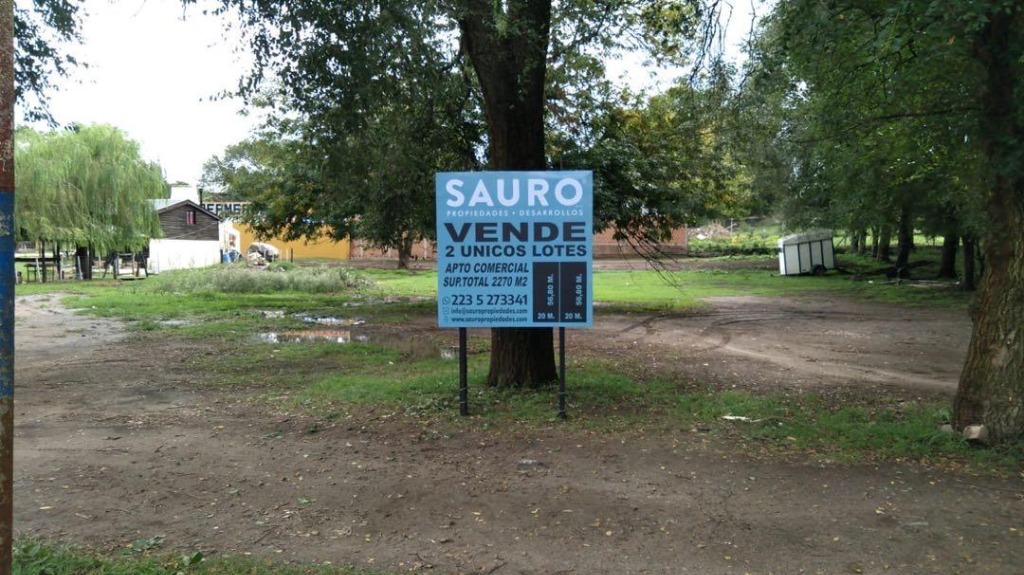 SAURO
PROPIEDADES • DESARROLLOS
VENDE
2 UNICOS LOTES
APTO COMERCIAL
SUP.TOTAL 2270 M2
223 5 273341
info@sauropropiedades.com
www.sauropropiedades.com
56,80 M.
56,80 M.
20 M.
20 M.